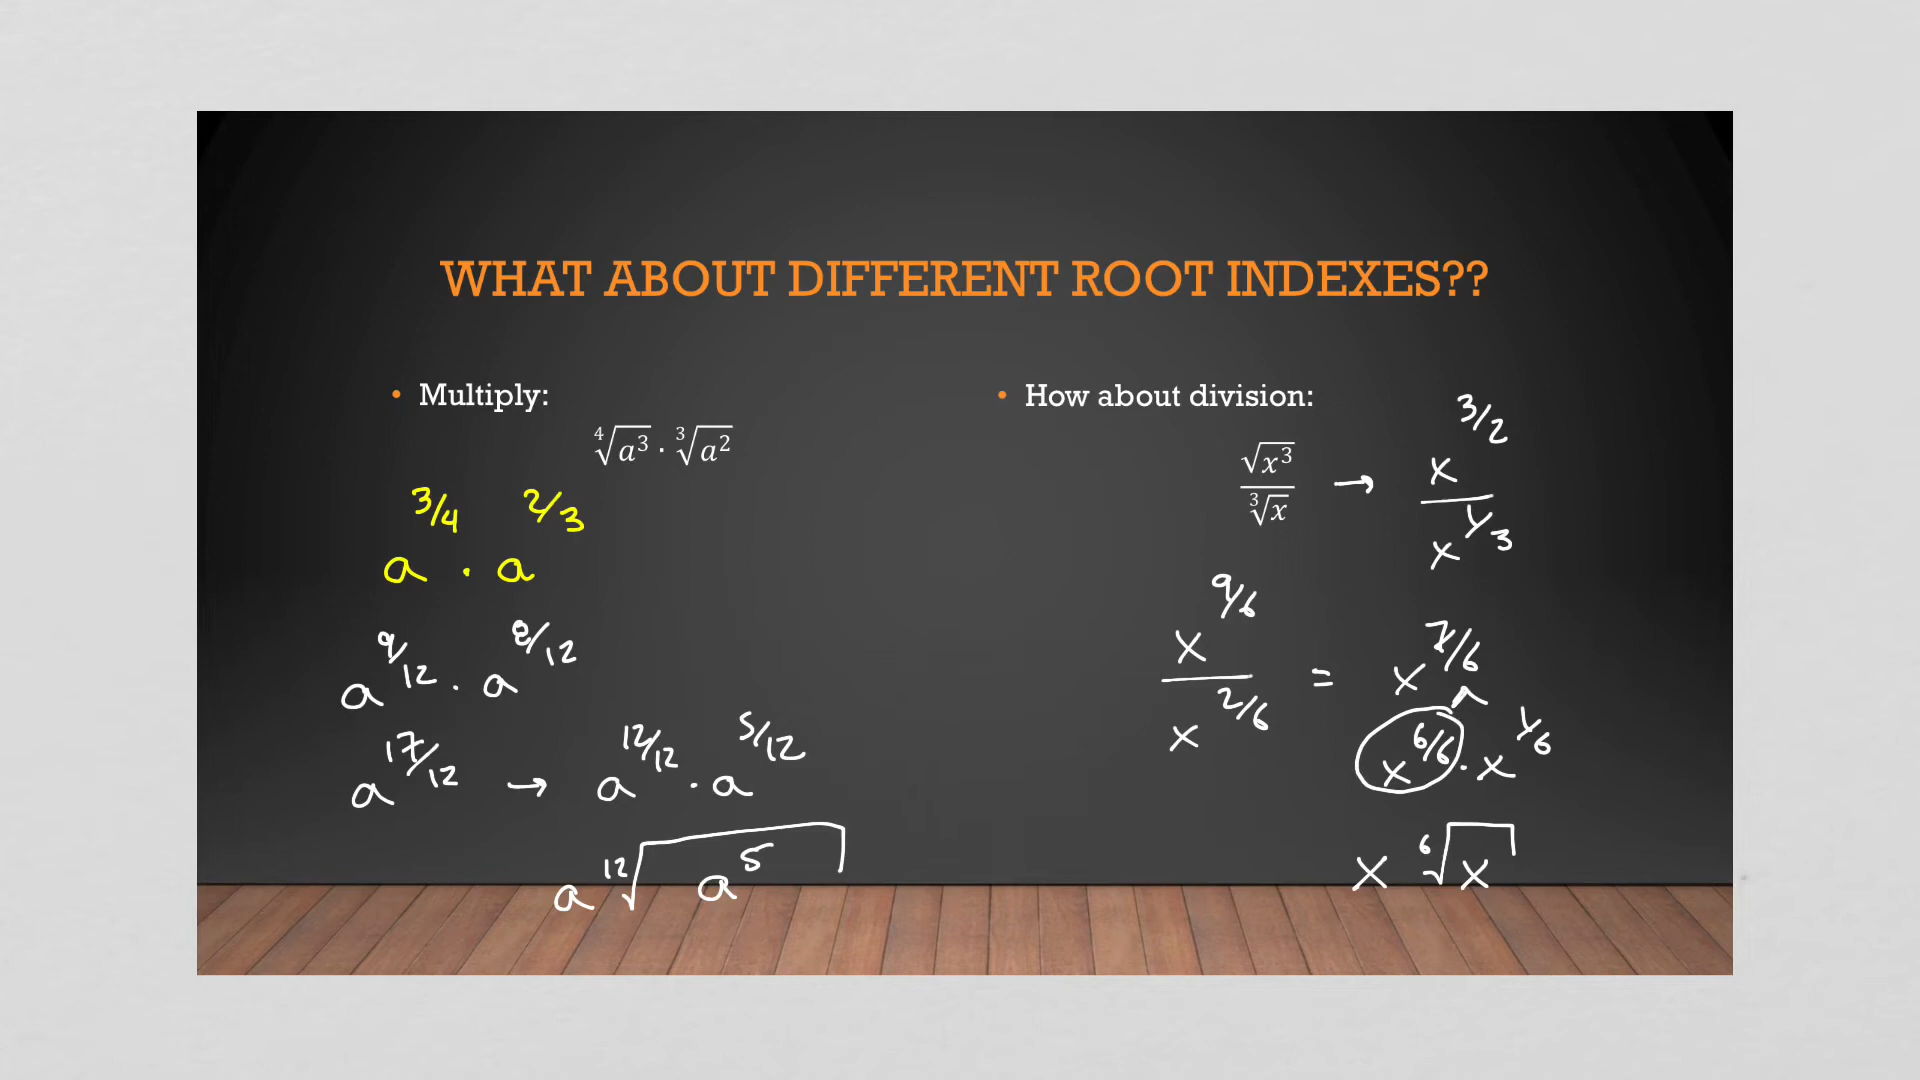 WHAT ABOUT DIFFERENT ROOT INDEXES??
• Multiply:
⁴√a³ · ³√a²
a^3/4 · a^2/3
a^9/12 · a^8/12
a^17/12 → a^12/12 · a^5/12
a ¹²√a⁵
• How about division:
√x³ / ³√x → x^3/2 / x^1/3
x^9/6 / x^2/6 = x^7/6
x^6/6 · x^1/6
x ⁶√x